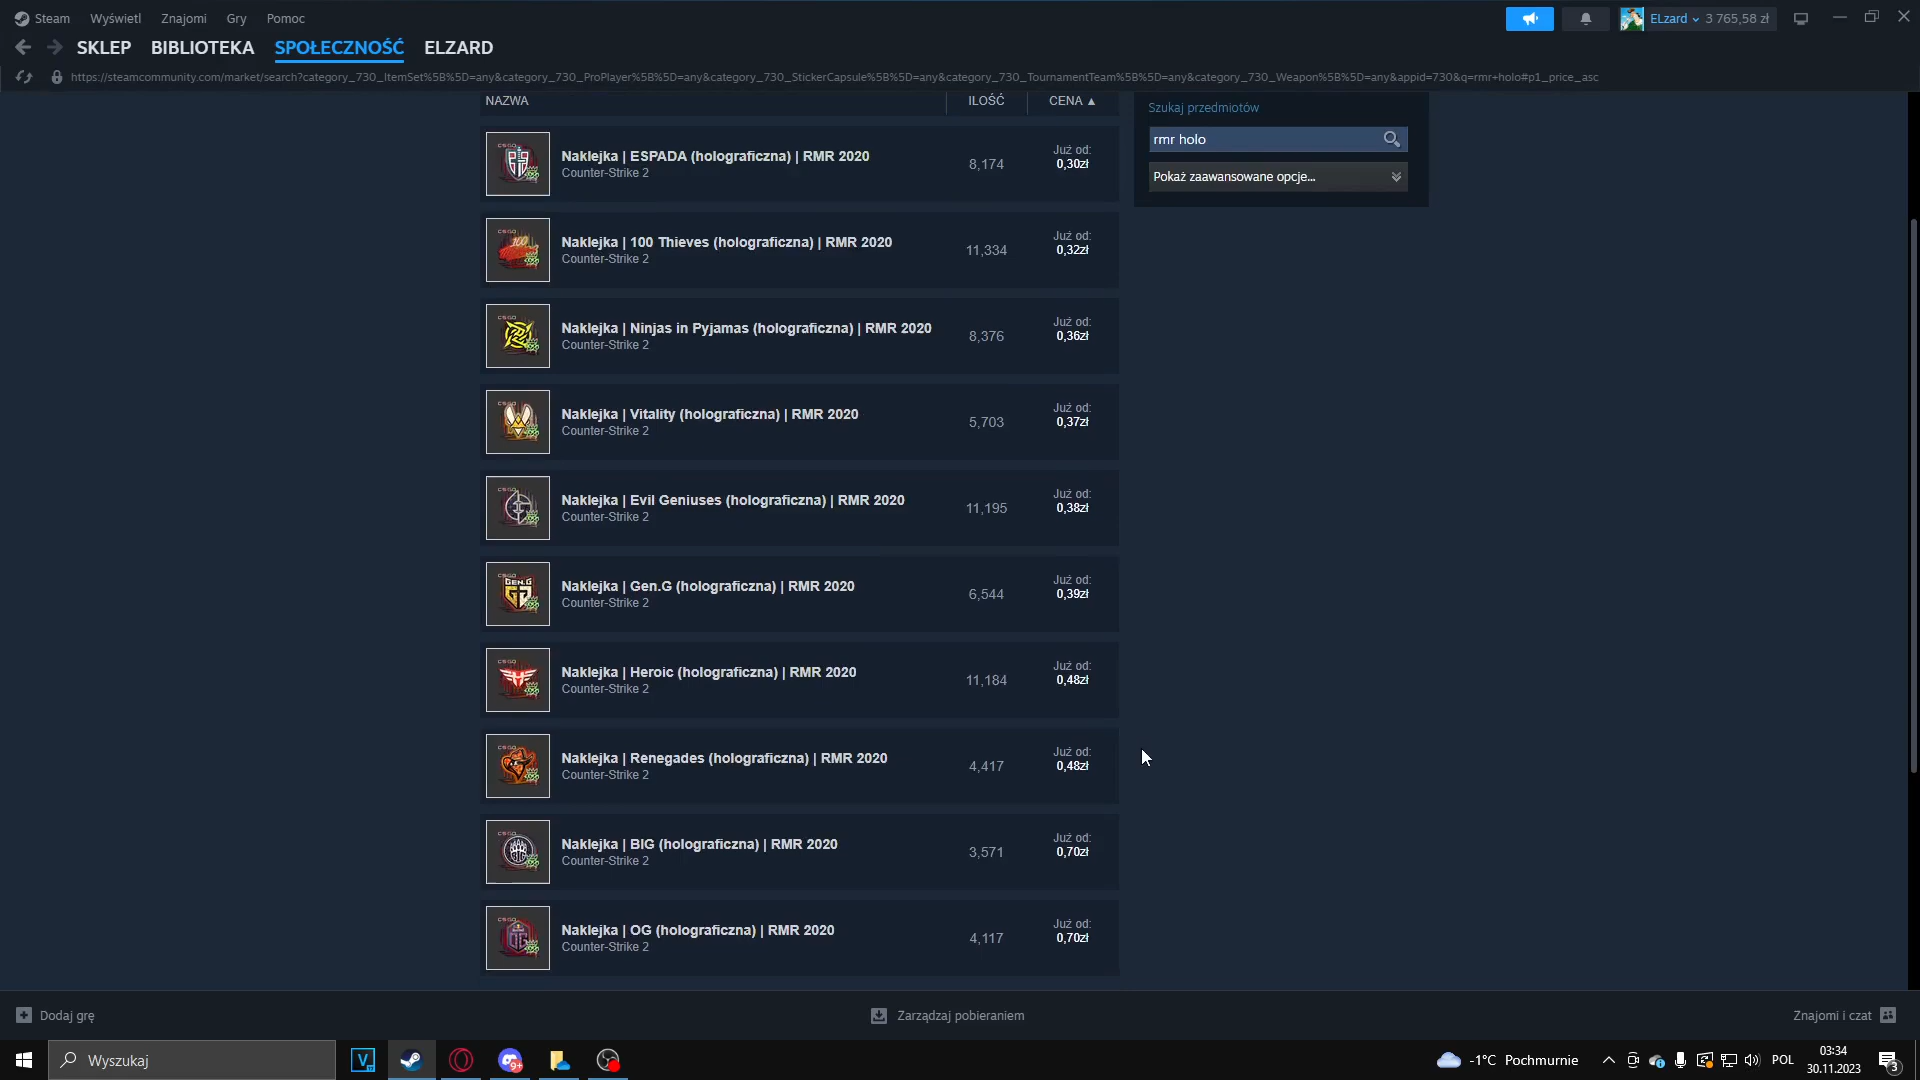 Steam Wyświetl Znajomi Gry Pomoc
ELzard 3 765,58 zł
SKLEP BIBLIOTEKA SPOŁECZNOŚĆ ELZARD
https://steamcommunity.com/market/search?category_730_ItemSet%5B%5D=any&category_730_ProPlayer%5B%5D=any&category_730_StickerCapsule%5B%5D=any&category_730_TournamentTeam%5B%5D=any&category_730_Weapon%5B%5D=any&appid=730&q=rmr+holo#p1_price_asc
NAZWA ILOŚĆ CENA ▲
Szukaj przedmiotów
rmr holo
Pokaż zaawansowane opcje...
Naklejka | ESPADA (holograficzna) | RMR 2020
Counter-Strike 2
8,174
Już od:
0,30zł
Naklejka | 100 Thieves (holograficzna) | RMR 2020
Counter-Strike 2
11,334
Już od:
0,32zł
Naklejka | Ninjas in Pyjamas (holograficzna) | RMR 2020
Counter-Strike 2
8,376
Już od:
0,36zł
Naklejka | Vitality (holograficzna) | RMR 2020
Counter-Strike 2
5,703
Już od:
0,37zł
Naklejka | Evil Geniuses (holograficzna) | RMR 2020
Counter-Strike 2
11,195
Już od:
0,38zł
Naklejka | Gen.G (holograficzna) | RMR 2020
Counter-Strike 2
6,544
Już od:
0,39zł
Naklejka | Heroic (holograficzna) | RMR 2020
Counter-Strike 2
11,184
Już od:
0,48zł
Naklejka | Renegades (holograficzna) | RMR 2020
Counter-Strike 2
4,417
Już od:
0,48zł
Naklejka | BIG (holograficzna) | RMR 2020
Counter-Strike 2
3,571
Już od:
0,70zł
Naklejka | OG (holograficzna) | RMR 2020
Counter-Strike 2
4,117
Już od:
0,70zł
Dodaj grę
Zarządzaj pobieraniem
Znajomi i czat
Wyszukaj
-1°C Pochmurnie
POL
03:34
30.11.2023
3